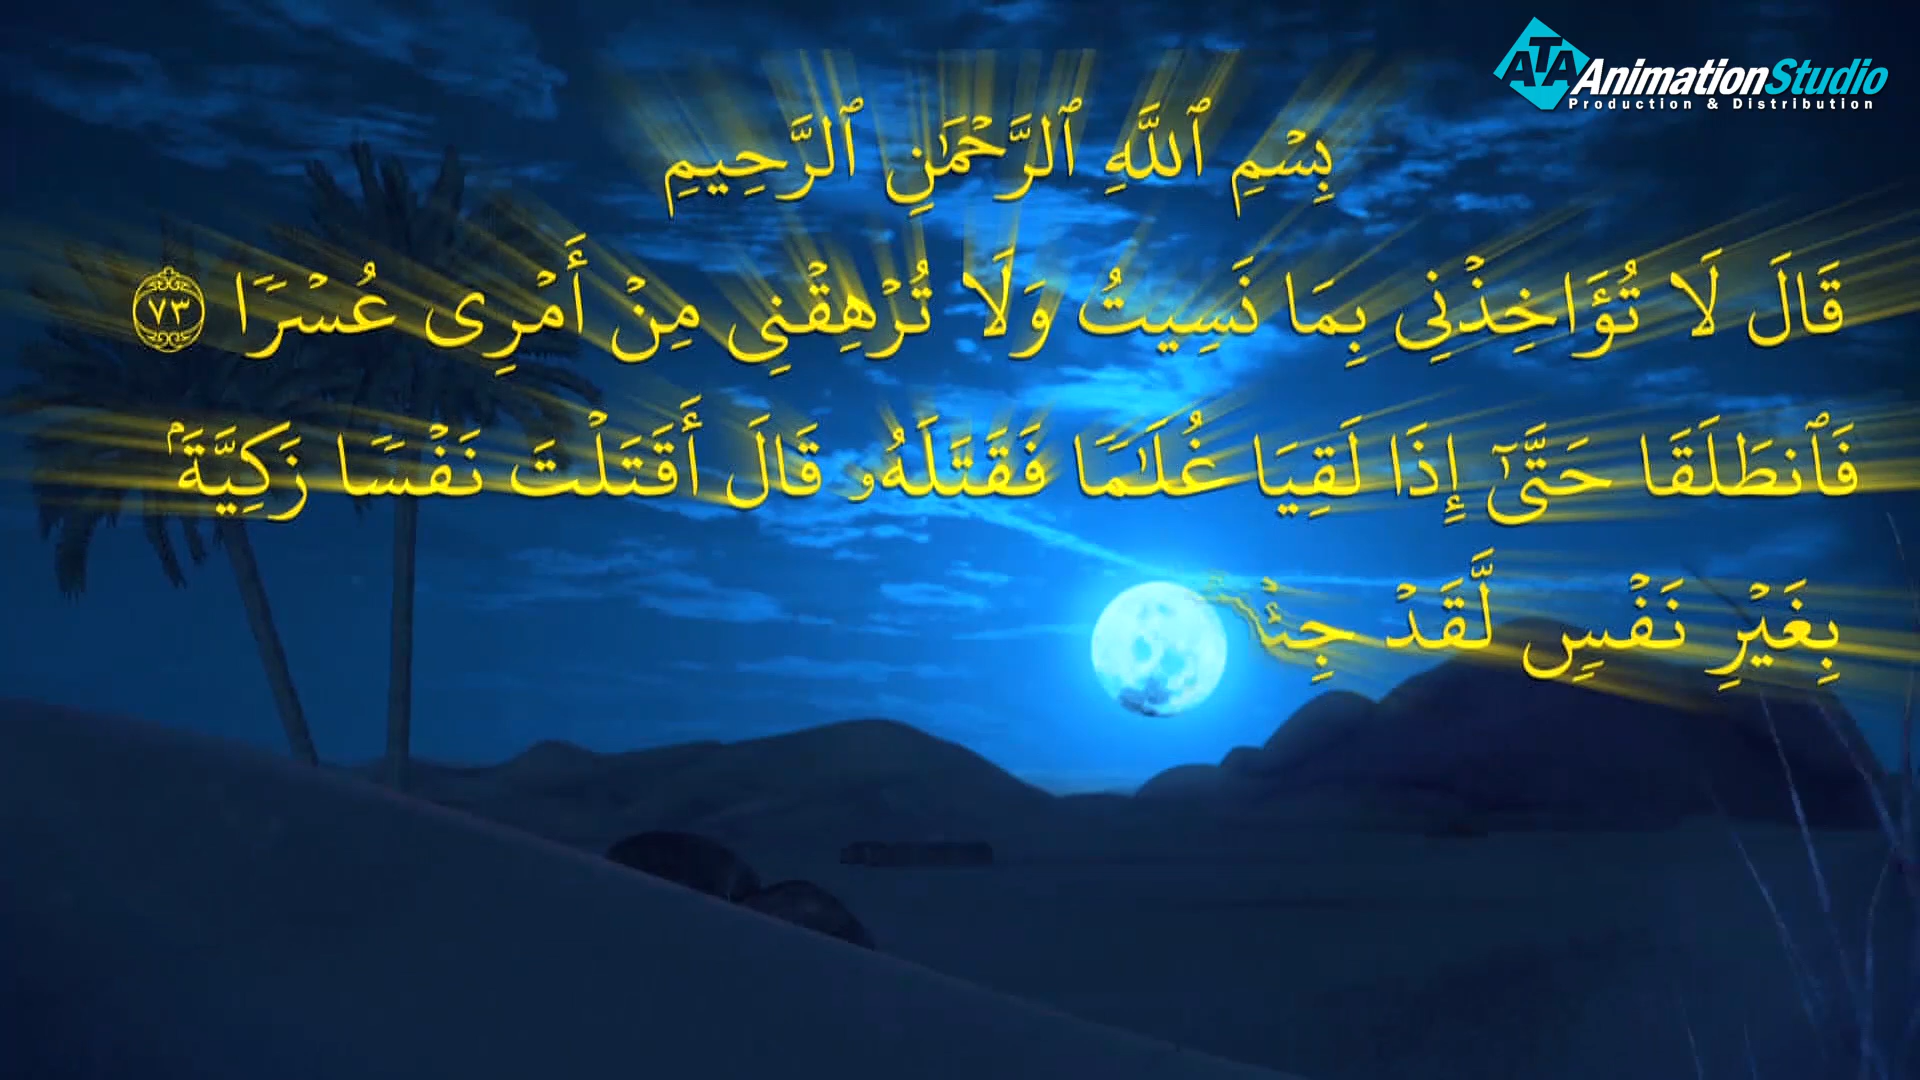 ATA AnimationStudio
Production & Distribution
بِسْمِ ٱللَّهِ ٱلرَّحْمَٰنِ ٱلرَّحِيمِ
قَالَ لَا تُؤَاخِذْنِى بِمَا نَسِيتُ وَلَا تُرْهِقْنِى مِنْ أَمْرِى عُسْرًا ٧٣
فَٱنطَلَقَا حَتَّىٰٓ إِذَا لَقِيَا غُلَٰمًا فَقَتَلَهُۥ قَالَ أَقَتَلْتَ نَفْسًا زَكِيَّةًۢ
بِغَيْرِ نَفْسٍ لَّقَدْ